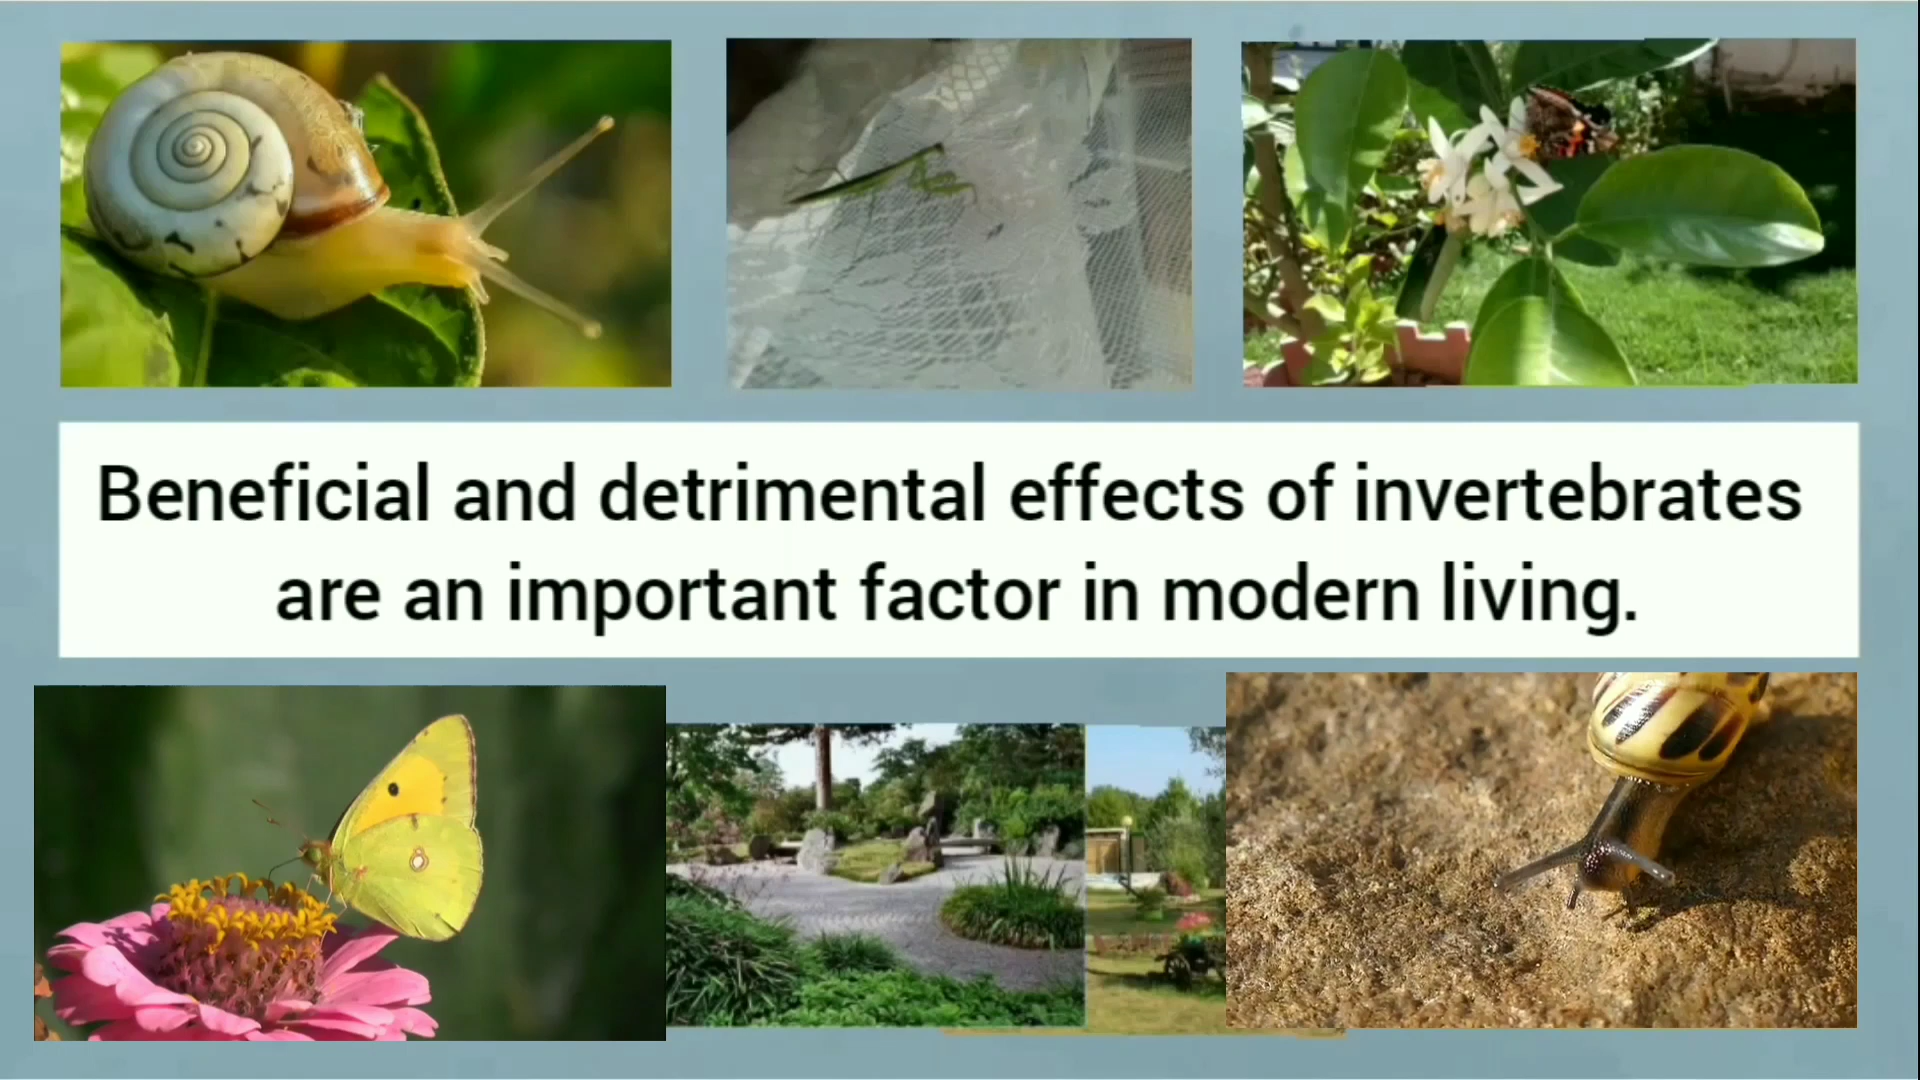 Beneficial and detrimental effects of invertebrates
are an important factor in modern living.